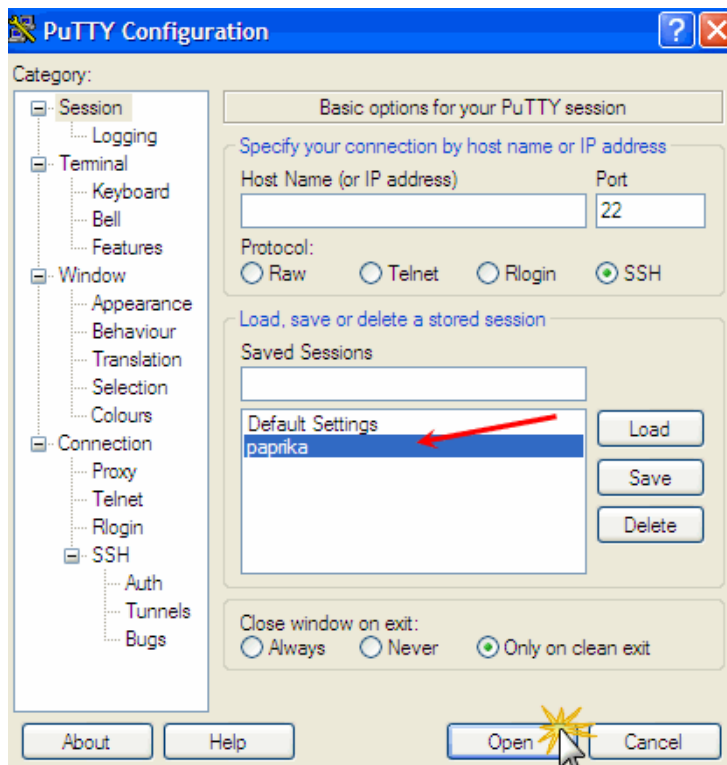 PuTTY Configuration
Category:
Session
Logging
Terminal
Keyboard
Bell
Features
Window
Appearance
Behaviour
Translation
Selection
Colours
Connection
Proxy
Telnet
Rlogin
SSH
Auth
Tunnels
Bugs
Basic options for your PuTTY session
Specify your connection by host name or IP address
Host Name (or IP address) Port
22
Protocol:
Raw Telnet Rlogin SSH
Load, save or delete a stored session
Saved Sessions
Default Settings
paprika
Load
Save
Delete
Close window on exit:
Always Never Only on clean exit
About Help Open Cancel